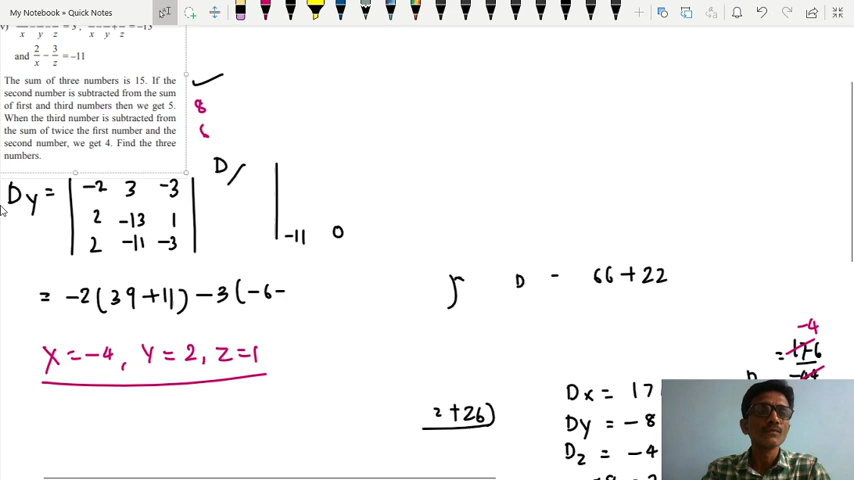 My Notebook » Notebook
and 2/x - 3/z = -11
The sum of three numbers is 15. If the
second number is subtracted from the sum
of first and third numbers then we get 5.
When the third number is subtracted from
the sum of twice the first number and the
second number, we get 4. Find the three
numbers.
8
6
D
Dy = | -2 3 -3 |
| 2 -13 1 |
| 2 -11 -3 |
-11 0
= -2(39+11) -3(-6-
D - 66+22
X=-4, Y=2, Z=1
-4
2+26)
Dx = 17
Dy = -8
Dz = -4